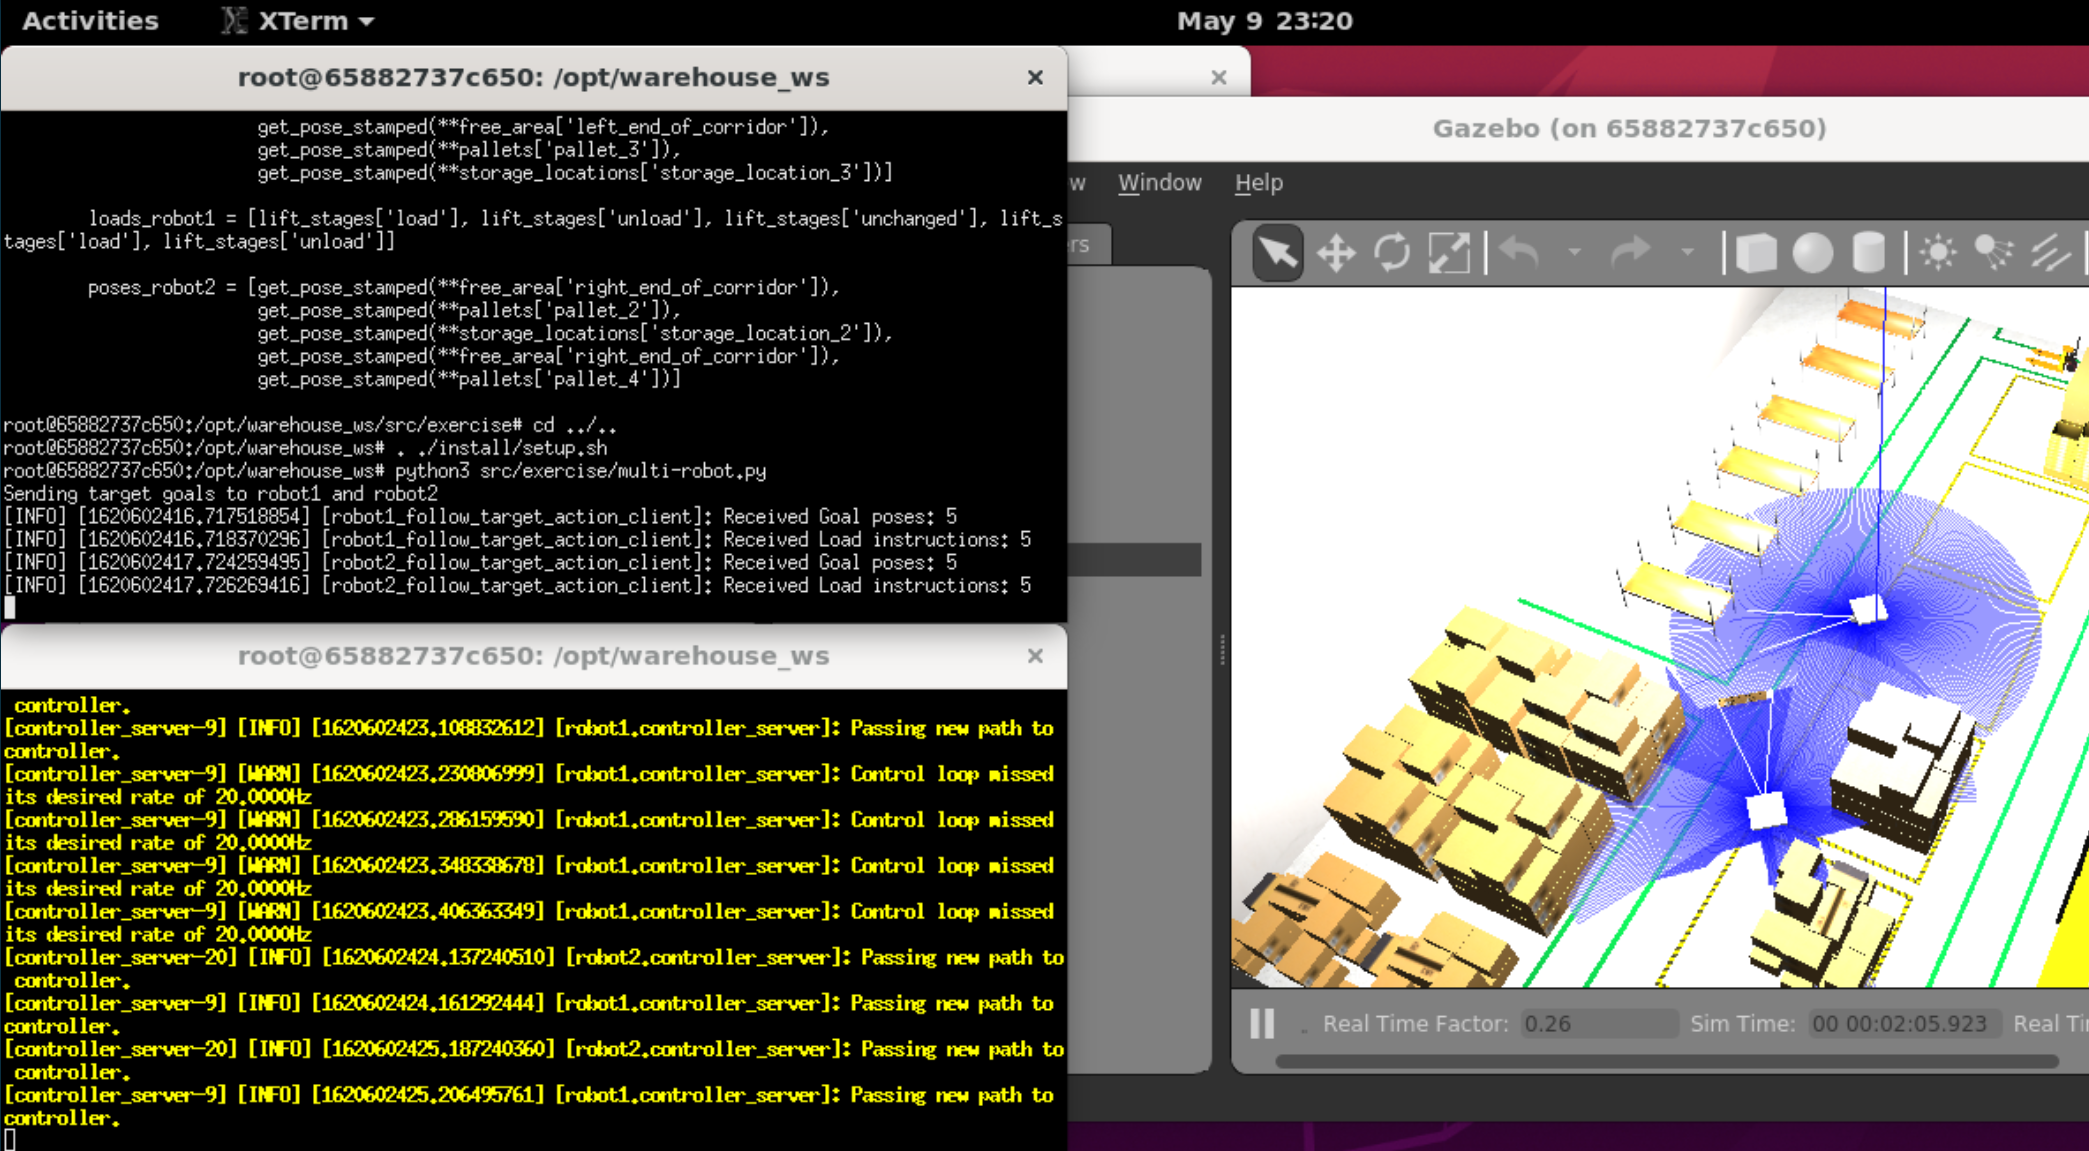 Activities
XTerm
May 9 23:20
root@65882737c650: /opt/warehouse_ws
get_pose_stamped(**free_area['left_end_of_corridor']),
get_pose_stamped(**pallets['pallet_3']),
get_pose_stamped(**storage_locations['storage_location_3'])]
loads_robot1 = [lift_stages['load'], lift_stages['unload'], lift_stages['unchanged'], lift_s
tages['load'], lift_stages['unload']]
poses_robot2 = [get_pose_stamped(**free_area['right_end_of_corridor']),
get_pose_stamped(**pallets['pallet_2']),
get_pose_stamped(**storage_locations['storage_location_2']),
get_pose_stamped(**free_area['right_end_of_corridor']),
get_pose_stamped(**pallets['pallet_4'])]
root@65882737c650:/opt/warehouse_ws/src/exercise# cd ../..
root@65882737c650:/opt/warehouse_ws# . ./install/setup.sh
root@65882737c650:/opt/warehouse_ws# python3 src/exercise/multi-robot.py
Sending target goals to robot1 and robot2
[INFO] [1620602416.717518854] [robot1_follow_target_action_client]: Received Goal poses: 5
[INFO] [1620602416.718370296] [robot1_follow_target_action_client]: Received Load instructions: 5
[INFO] [1620602417.724259495] [robot2_follow_target_action_client]: Received Goal poses: 5
[INFO] [1620602417.726269416] [robot2_follow_target_action_client]: Received Load instructions: 5
root@65882737c650: /opt/warehouse_ws
controller.
[controller_server-9] [INFO] [1620602423.108832612] [robot1.controller_server]: Passing new path to
controller.
[controller_server-9] [WARN] [1620602423.230806999] [robot1.controller_server]: Control loop missed
its desired rate of 20.0000Hz
[controller_server-9] [WARN] [1620602423.286159590] [robot1.controller_server]: Control loop missed
its desired rate of 20.0000Hz
[controller_server-9] [WARN] [1620602423.348338678] [robot1.controller_server]: Control loop missed
its desired rate of 20.0000Hz
[controller_server-9] [WARN] [1620602423.406363349] [robot1.controller_server]: Control loop missed
its desired rate of 20.0000Hz
[controller_server-20] [INFO] [1620602424.137240510] [robot2.controller_server]: Passing new path to
controller.
[controller_server-9] [INFO] [1620602424.161292444] [robot1.controller_server]: Passing new path to
controller.
[controller_server-20] [INFO] [1620602425.187240360] [robot2.controller_server]: Passing new path to
controller.
[controller_server-9] [INFO] [1620602425.206495761] [robot1.controller_server]: Passing new path to
controller.
Gazebo (on 65882737c650)
w Window Help
rs
Real Time Factor: 0.26 Sim Time: 00 00:02:05.923 Real Ti